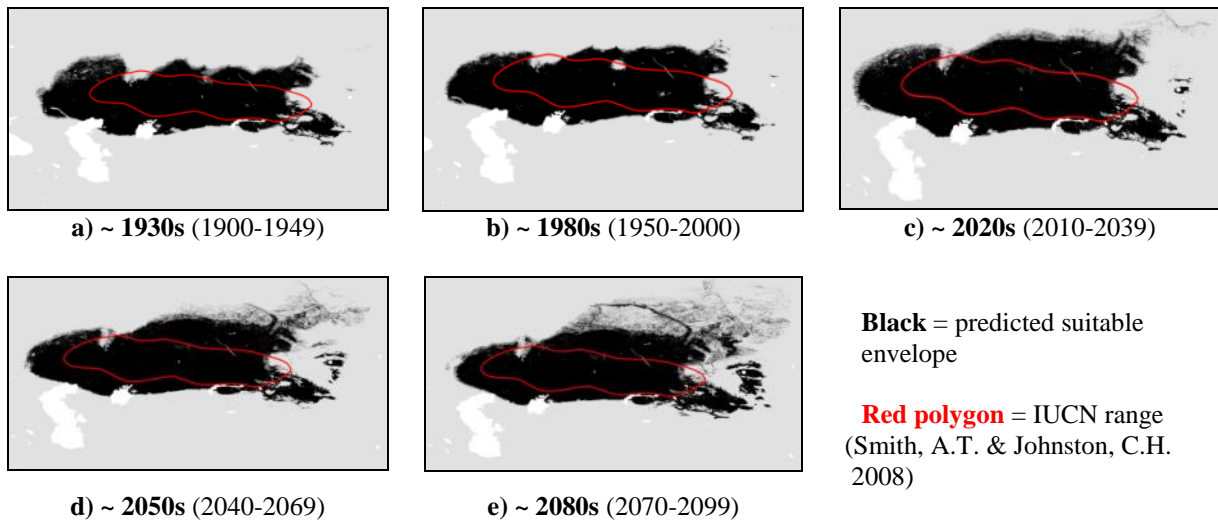 a) ~ 1930s (1900-1949)
b) ~ 1980s (1950-2000)
c) ~ 2020s (2010-2039)
d) ~ 2050s (2040-2069)
e) ~ 2080s (2070-2099)
Black = predicted suitable
envelope
Red polygon = IUCN range
(Smith, A.T. & Johnston, C.H.
2008)